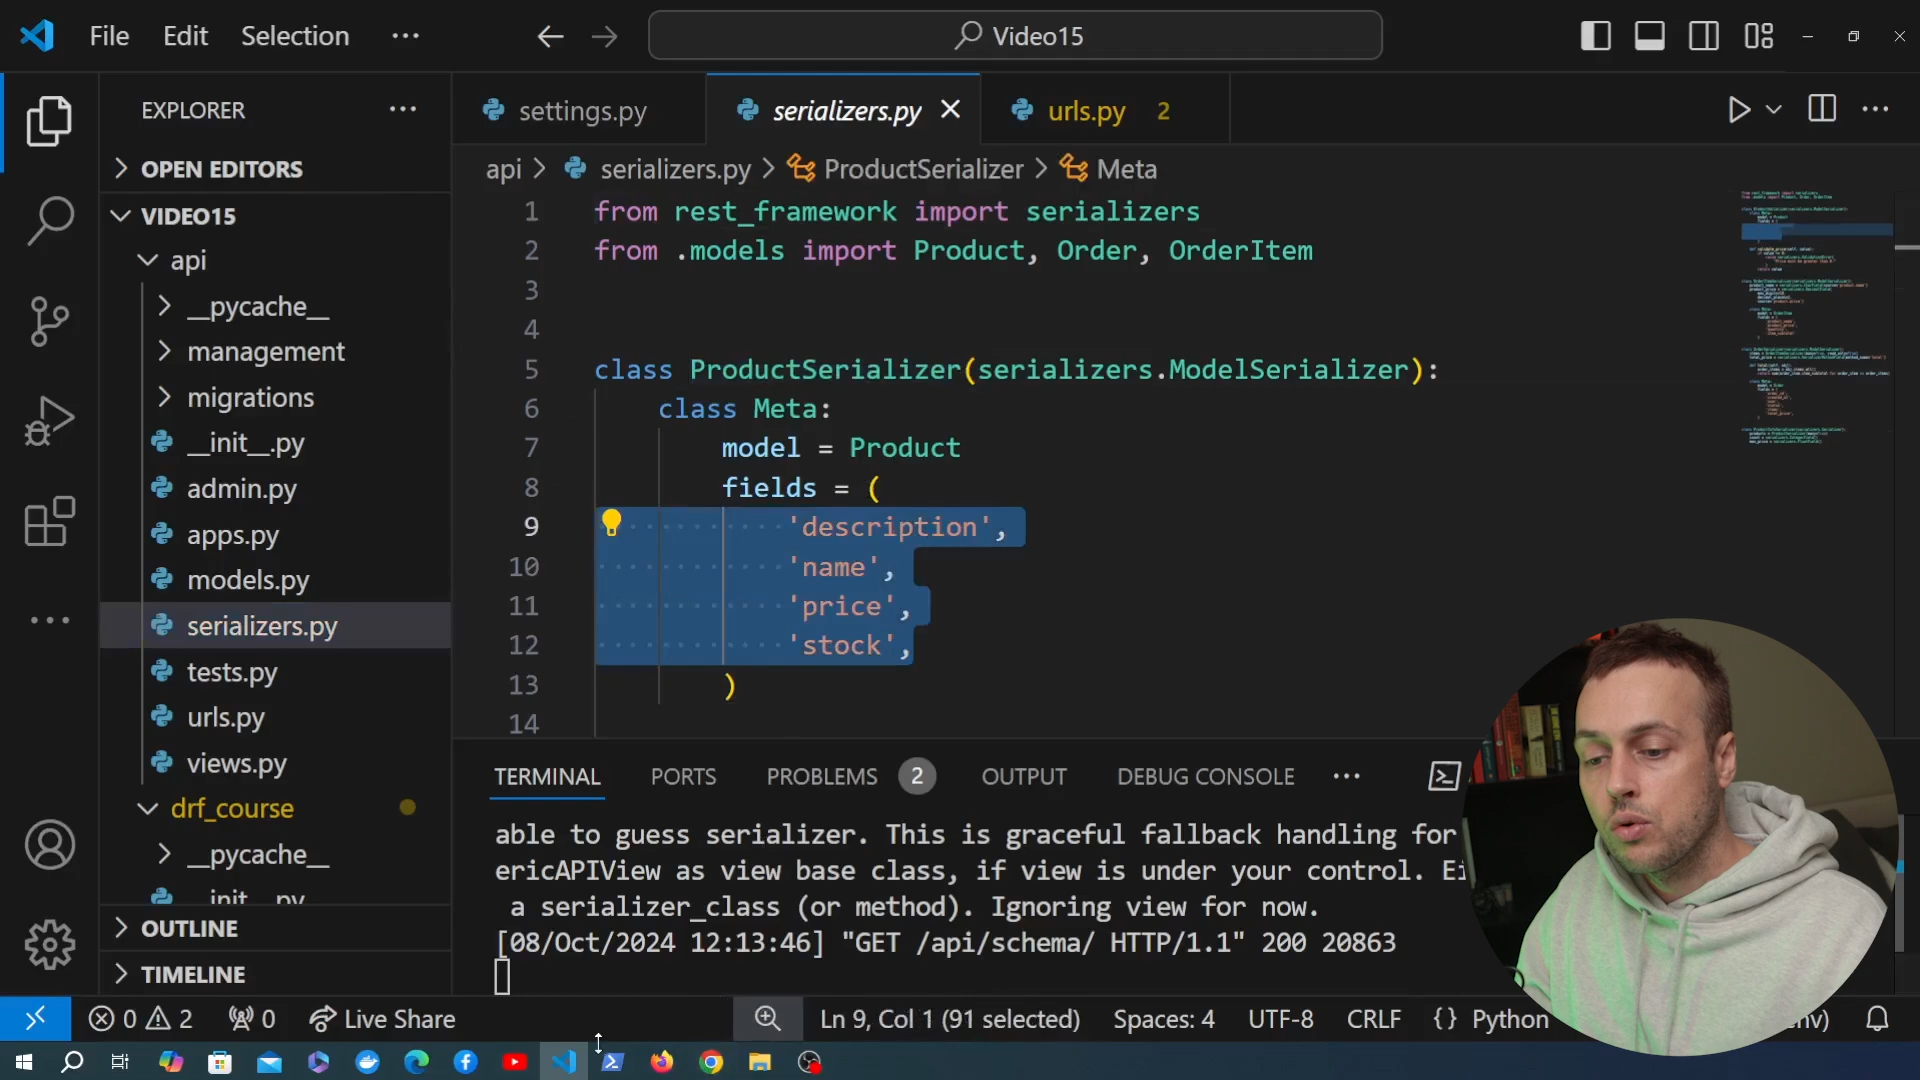 File Edit Selection ··· Video15
EXPLORER ···
OPEN EDITORS
VIDEO15
api
__pycache__
management
migrations
__init__.py
admin.py
apps.py
models.py
serializers.py
tests.py
urls.py
views.py
drf_course
__pycache__
OUTLINE
TIMELINE
settings.py serializers.py urls.py 2
api > serializers.py > ProductSerializer > Meta
1 from rest_framework import serializers
2 from .models import Product, Order, OrderItem
3
4
5 class ProductSerializer(serializers.ModelSerializer):
6 class Meta:
7 model = Product
8 fields = (
9 'description',
10 'name',
11 'price',
12 'stock',
13 )
14
TERMINAL PORTS PROBLEMS 2 OUTPUT DEBUG CONSOLE ···
able to guess serializer. This is graceful fallback handling for
ericAPIView as view base class, if view is under your control. Ei
a serializer_class (or method). Ignoring view for now.
[08/Oct/2024 12:13:46] "GET /api/schema/ HTTP/1.1" 200 20863
0 2 0 Live Share Ln 9, Col 1 (91 selected) Spaces: 4 UTF-8 CRLF {} Python